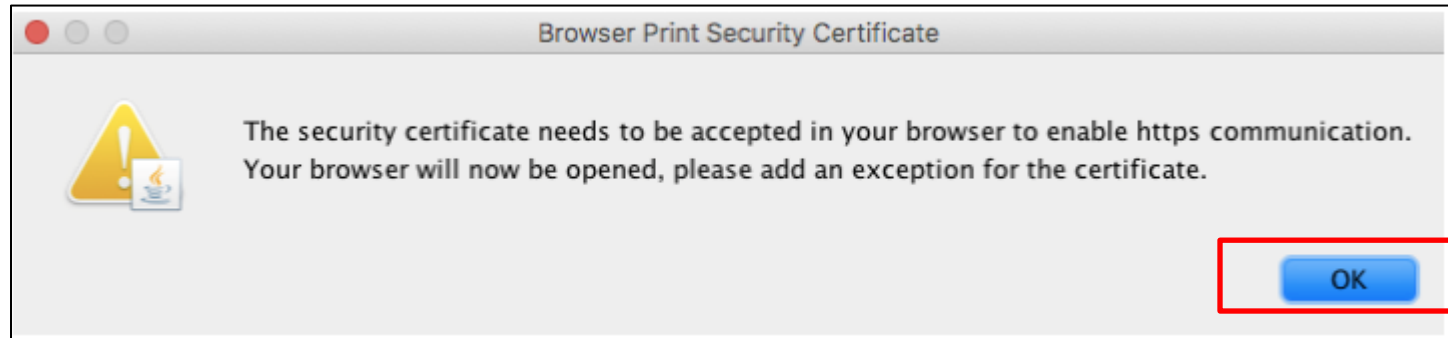 Browser Print Security Certificate
The security certificate needs to be accepted in your browser to enable https communication.
Your browser will now be opened, please add an exception for the certificate.
OK